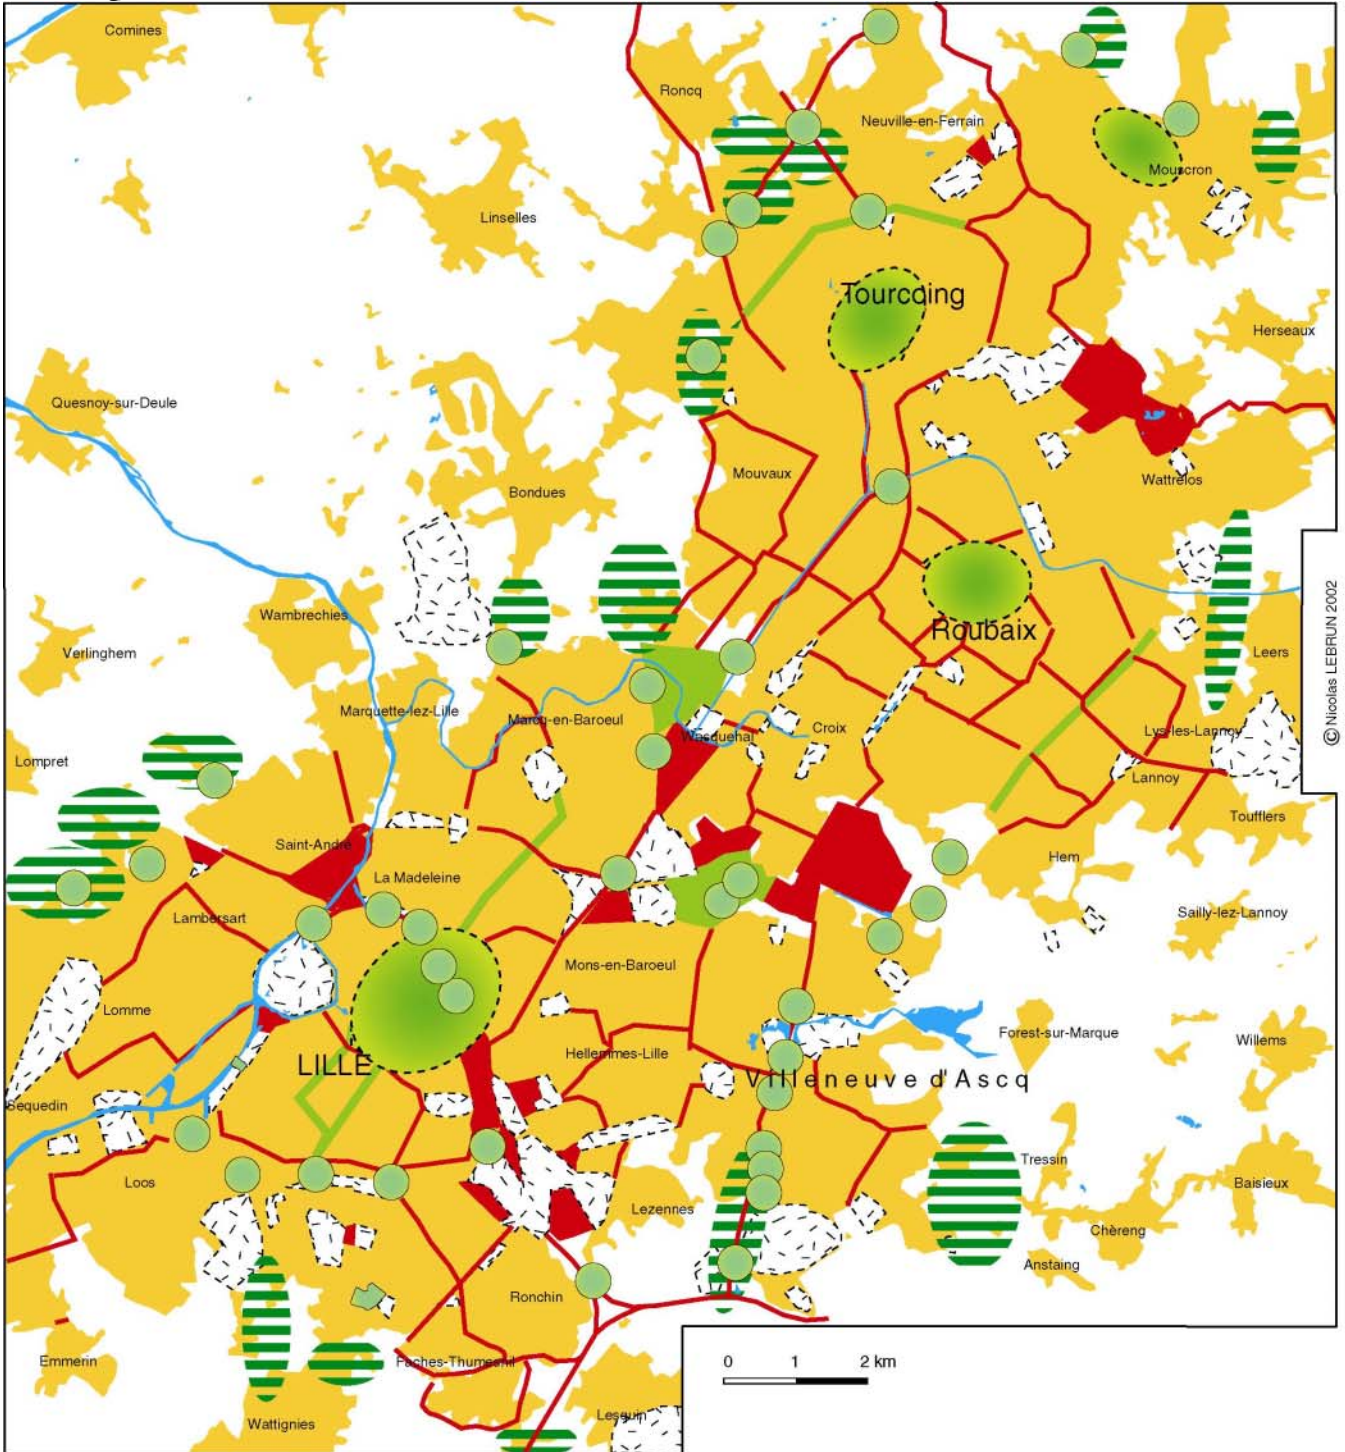 Comines
Roncq
Neuville-en-Ferrain
Mouscron
Linselles
Tourcoing
Herseaux
Quesnoy-sur-Deule
Mouvaux
Wattrelos
Bondues
Wambrechies
Roubaix
Verlinghem
Leers
© Nicolas LEBRUN 2002
Marquette-lez-Lille
Marcq-en-Baroeul
Wasquehal
Croix
Lys-les-Lannoy
Lompret
Lannoy
Toufflers
Saint-André
Hem
La Madeleine
Lambersart
Sailly-lez-Lannoy
Mons-en-Baroeul
Lomme
Forest-sur-Marque
Willems
Hellemmes-Lille
LILLE
Villeneuve d'Ascq
Sequedin
Tressin
Loos
Baisieux
Lezennes
Chèreng
Anstaing
Ronchin
Emmerin
Faches-Thumesnil
0 1 2 km
Wattignies
Lesquin